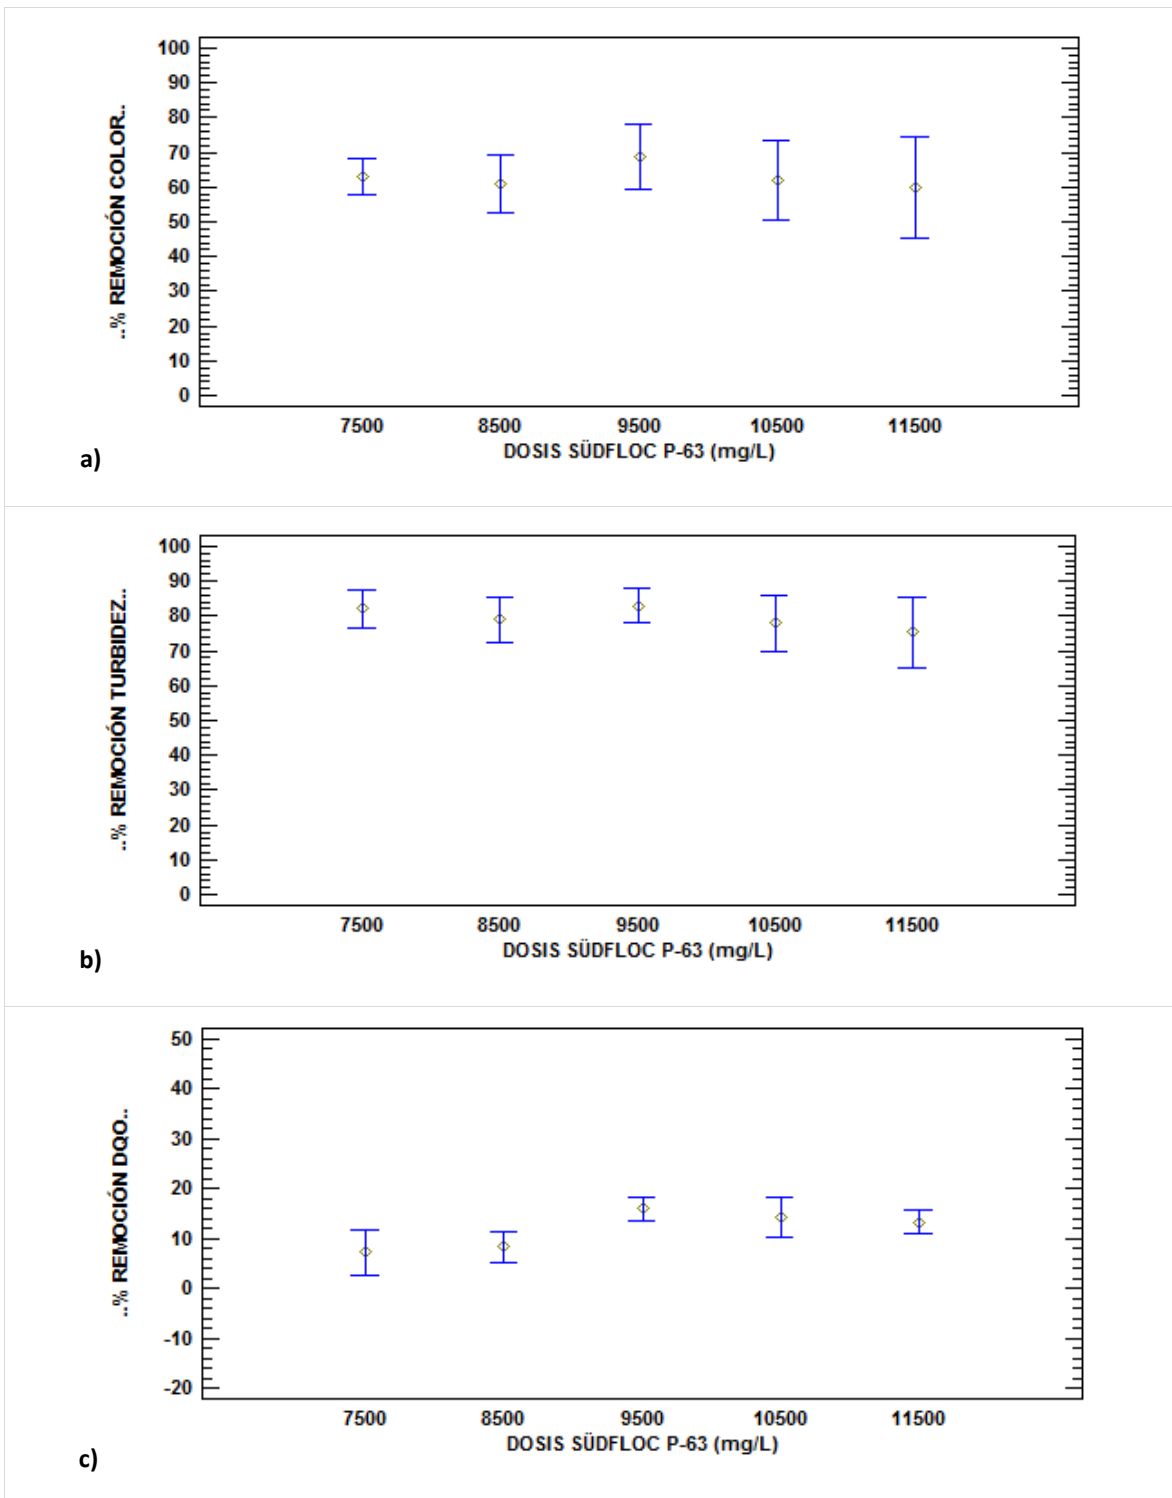 ..% REMOCIÓN COLOR..
100
90
80
70
60
50
40
30
20
10
0
7500 8500 9500 10500 11500
DOSIS SÜDFLOC P-63 (mg/L)
a)
..% REMOCIÓN TURBIDEZ..
100
90
80
70
60
50
40
30
20
10
0
7500 8500 9500 10500 11500
DOSIS SÜDFLOC P-63 (mg/L)
b)
..% REMOCIÓN DQO..
50
40
30
20
10
0
-10
-20
7500 8500 9500 10500 11500
DOSIS SÜDFLOC P-63 (mg/L)
c)